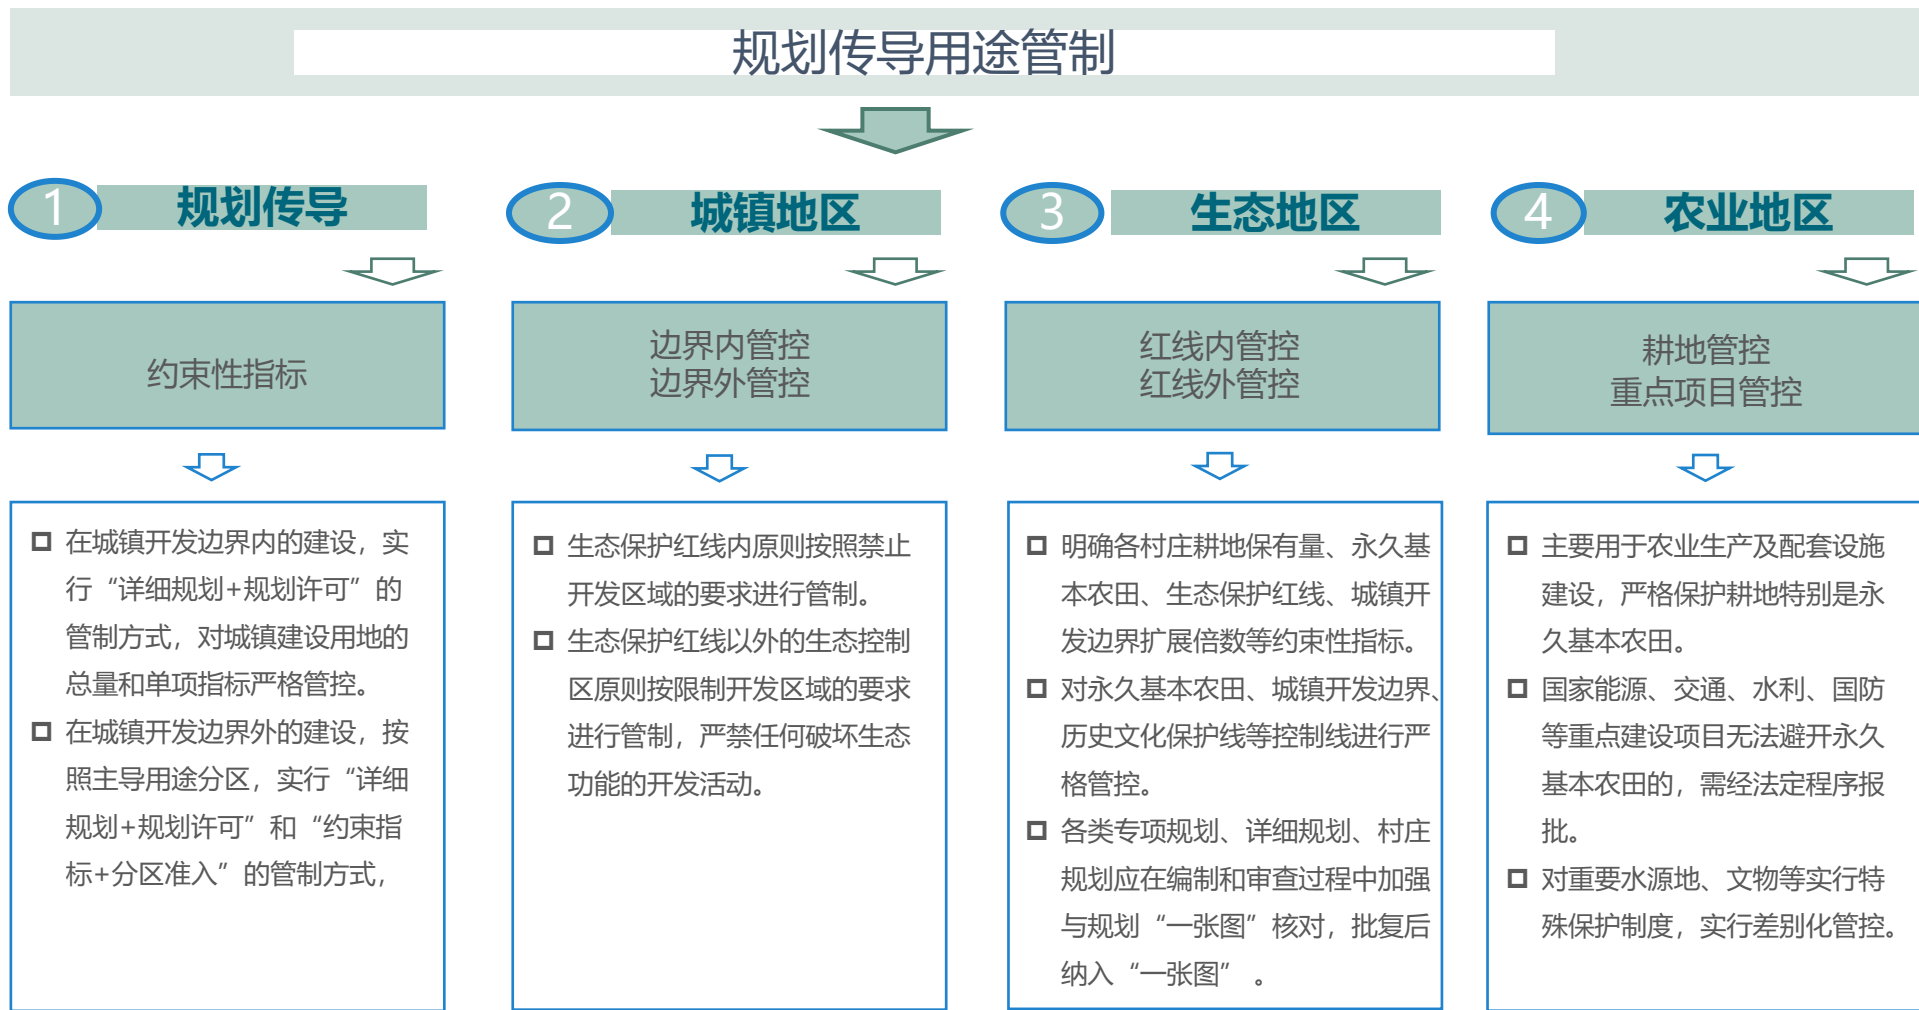 规划传导用途管制
1
规划传导
约束性指标
在城镇开发边界内的建设，实
行“详细规划+规划许可”的
管制方式，对城镇建设用地的
总量和单项指标严格管控。
在城镇开发边界外的建设，按
照主导用途分区，实行“详细
规划+规划许可”和“约束指
标+分区准入”的管制方式，
2
城镇地区
边界内管控
边界外管控
生态保护红线内原则按照禁止
开发区域的要求进行管制。
生态保护红线以外的生态控制
区原则按限制开发区域的要求
进行管制，严禁任何破坏生态
功能的开发活动。
3
生态地区
红线内管控
红线外管控
明确各村庄耕地保有量、永久基
本农田、生态保护红线、城镇开
发边界扩展倍数等约束性指标。
对永久基本农田、城镇开发边界、
历史文化保护线等控制线进行严
格管控。
各类专项规划、详细规划、村庄
规划应在编制和审查过程中加强
与规划“一张图”核对，批复后
纳入“一张图” 。
4
农业地区
耕地管控
重点项目管控
主要用于农业生产及配套设施
建设，严格保护耕地特别是永
久基本农田。
国家能源、交通、水利、国防
等重点建设项目无法避开永久
基本农田的，需经法定程序报
批。
对重要水源地、文物等实行特
殊保护制度，实行差别化管控。